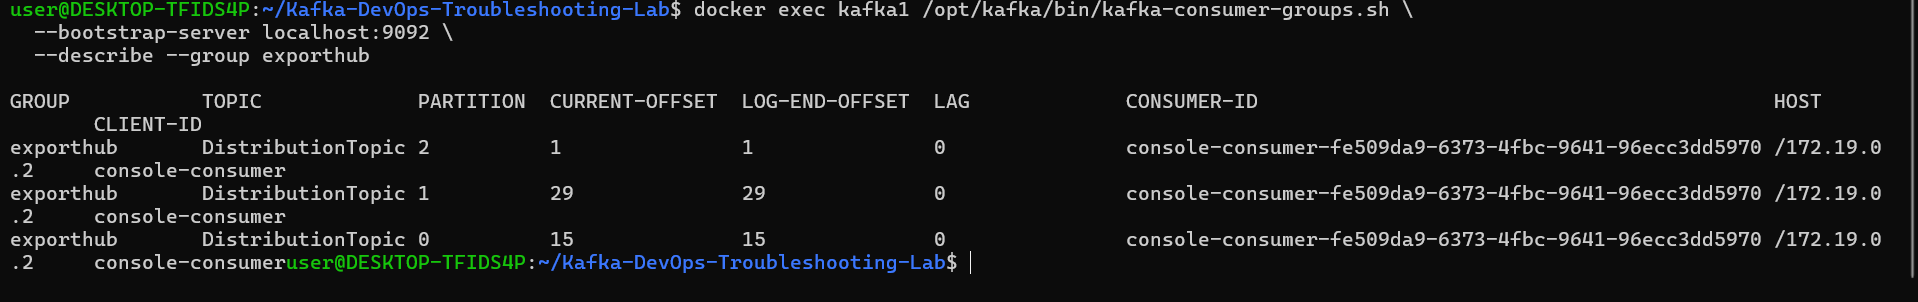 user@DESKTOP-TFIDS4P:~/Kafka-DevOps-Troubleshooting-Lab$ docker exec kafka1 /opt/kafka/bin/kafka-consumer-groups.sh \
  --bootstrap-server localhost:9092 \
  --describe --group exporthub

GROUP           TOPIC             PARTITION  CURRENT-OFFSET  LOG-END-OFFSET  LAG             CONSUMER-ID                                           HOST
       CLIENT-ID
exporthub       DistributionTopic 2          1               1               0               console-consumer-fe509da9-6373-4fbc-9641-96ecc3dd5970 /172.19.0
.2     console-consumer
exporthub       DistributionTopic 1          29              29              0               console-consumer-fe509da9-6373-4fbc-9641-96ecc3dd5970 /172.19.0
.2     console-consumer
exporthub       DistributionTopic 0          15              15              0               console-consumer-fe509da9-6373-4fbc-9641-96ecc3dd5970 /172.19.0
.2     console-consumeruser@DESKTOP-TFIDS4P:~/Kafka-DevOps-Troubleshooting-Lab$